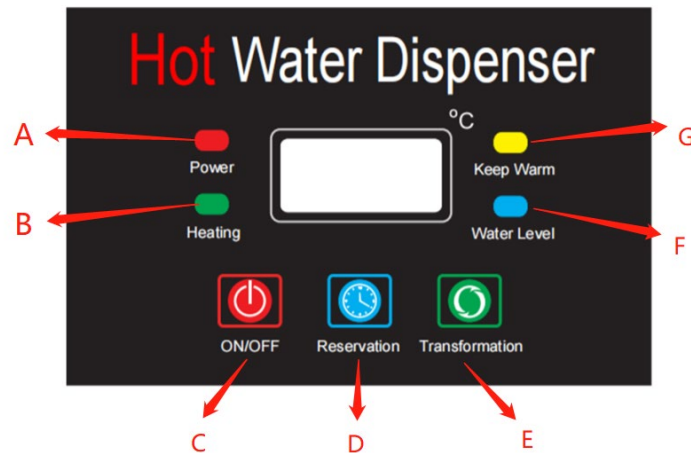 Hot Water Dispenser
°C
A
Power
Keep Warm
G
B
Heating
Water Level
F
ON/OFF
Reservation
Transformation
C
D
E